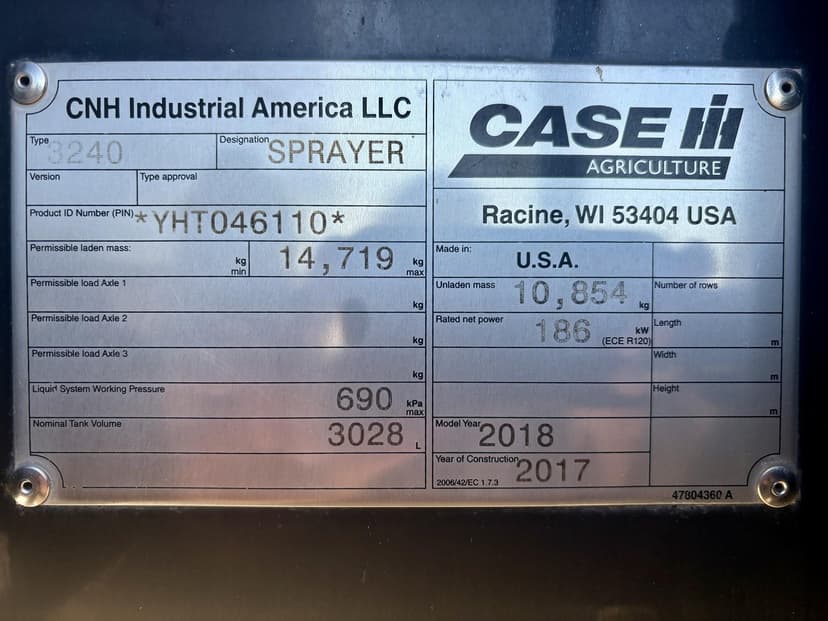 CNH Industrial America LLC
Type 3240
Designation SPRAYER
Version
Type approval
Product ID Number (PIN) *YHT046110*
Permissible laden mass: kg min 14,719 kg max
Permissible load Axle 1 kg
Permissible load Axle 2 kg
Permissible load Axle 3 kg
Liquid System Working Pressure 690 kPa max
Nominal Tank Volume 3028 L
CASE IH
AGRICULTURE
Racine, WI 53404 USA
Made in: U.S.A.
Unladen mass 10,854 kg
Number of rows
Rated net power 186 kW (ECE R120)
Length m
Width m
Height m
Model Year 2018
Year of Construction 2017
2006/42/EC 1.7.3
47804360 A